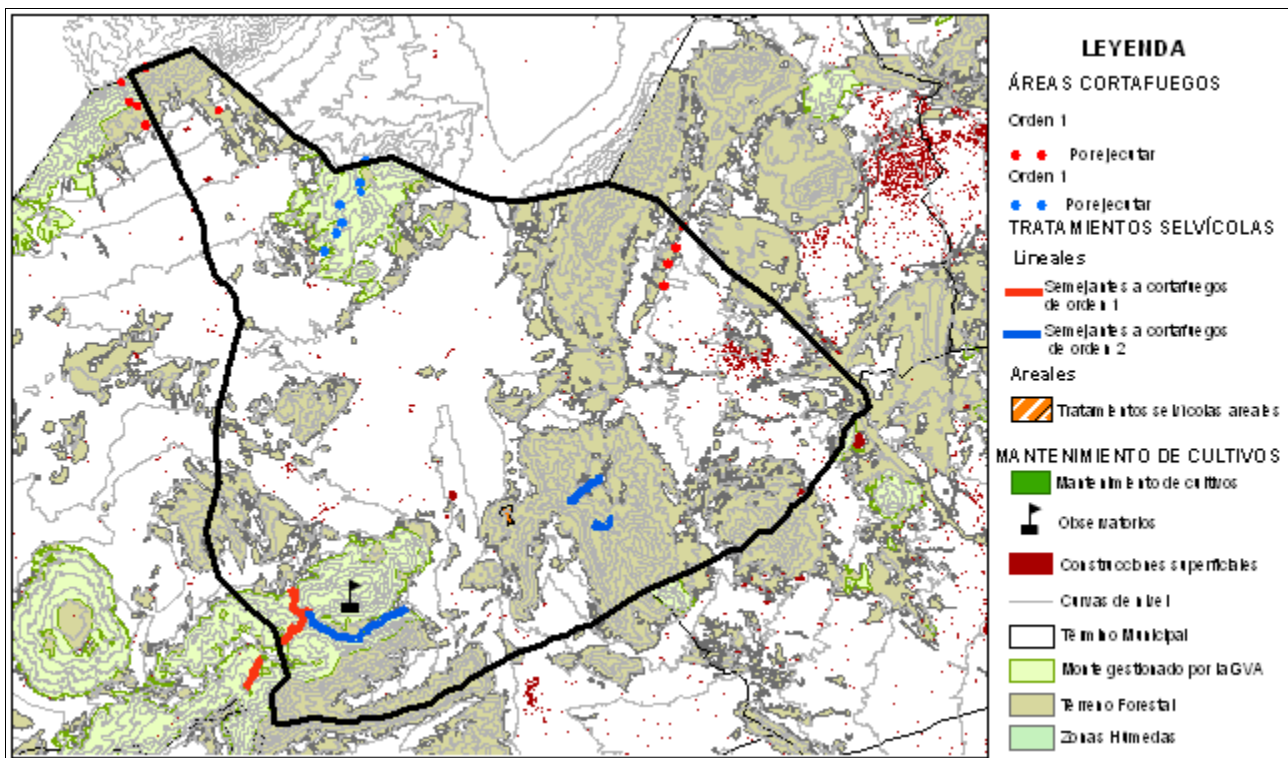 LEYENDA
ÁREAS CORTAFUEGOS
Orden 1
Por ejecutar
Orden 1
Por ejecutar
TRATAMIENTOS SELVÍCOLAS
Lineales
Semejantes a cortafuegos
de orden 1
Semejantes a cortafuegos
de orden 2
Areales
Tratamientos selvícolas areales
MANTENIMIENTO DE CULTIVOS
Mantenimiento de cultivos
Observatorios
Construcciones superficiales
Curvas de nivel
Término Municipal
Monte gestionado por la GVA
Terreno Forestal
Zonas Húmedas